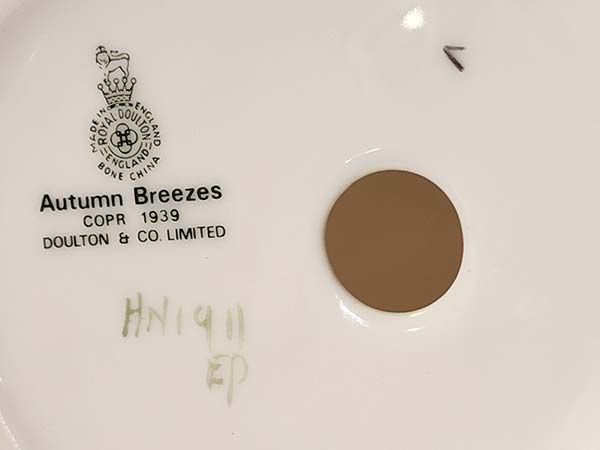 MADE IN ENGLAND
ROYAL DOULTON
ENGLAND
BONE CHINA
Autumn Breezes
COPR 1939
DOULTON & CO. LIMITED
HN1911
EP